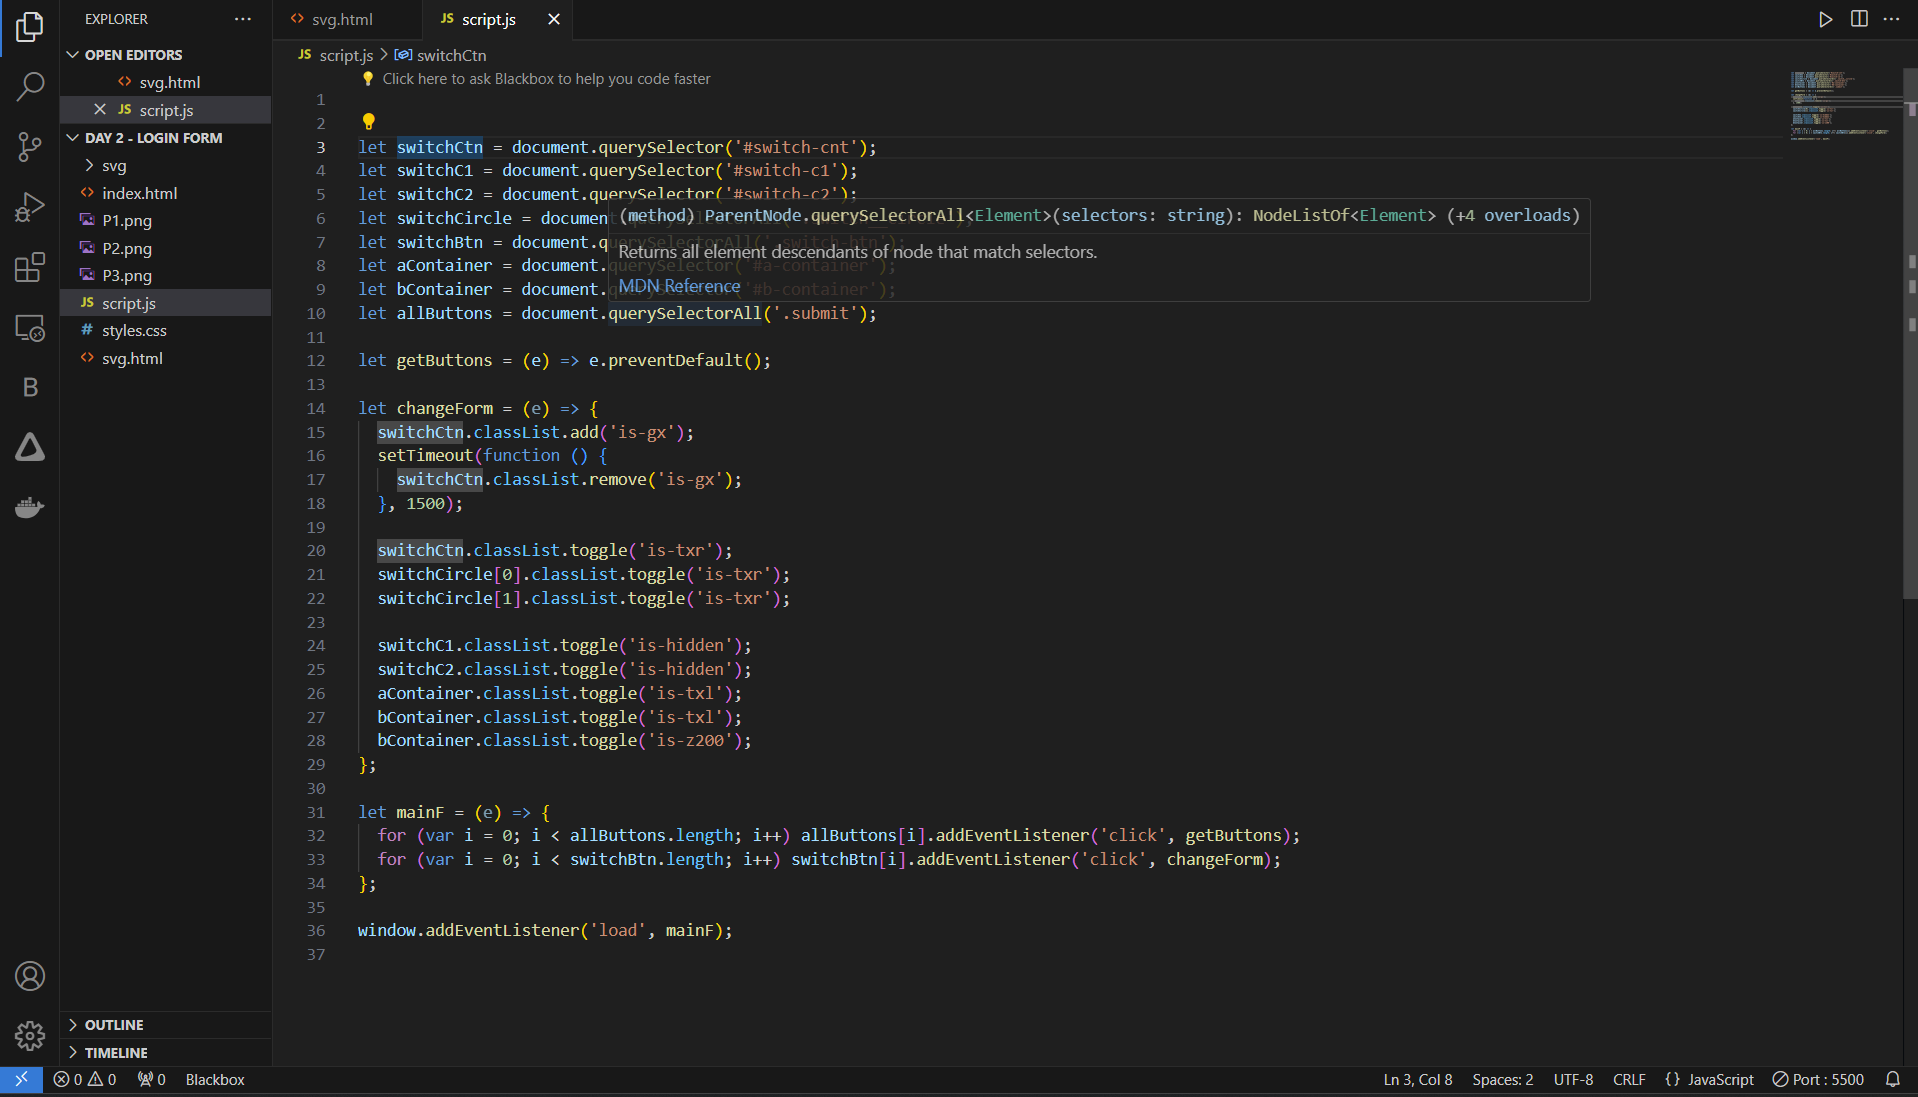 EXPLORER
OPEN EDITORS
svg.html
JS script.js
DAY 2 - LOGIN FORM
svg
index.html
P1.png
P2.png
P3.png
JS script.js
# styles.css
svg.html
OUTLINE
TIMELINE
svg.html
JS script.js
JS script.js > switchCtn
Click here to ask Blackbox to help you code faster
1
2
3 let switchCtn = document.querySelector('#switch-cnt');
4 let switchC1 = document.querySelector('#switch-c1');
5 let switchC2 = document.querySelector('#switch-c2');
6 let switchCircle = document
(method) ParentNode.querySelectorAll<Element>(selectors: string): NodeListOf<Element> (+4 overloads)
7 let switchBtn = document.querySelectorAll('.switch-btn');
Returns all element descendants of node that match selectors.
8 let aContainer = document.querySelector('#a-container');
9 let bContainer = document.querySelector('#b-container');
MDN Reference
10 let allButtons = document.querySelectorAll('.submit');
11
12 let getButtons = (e) => e.preventDefault();
13
14 let changeForm = (e) => {
15 switchCtn.classList.add('is-gx');
16 setTimeout(function () {
17 switchCtn.classList.remove('is-gx');
18 }, 1500);
19
20 switchCtn.classList.toggle('is-txr');
21 switchCircle[0].classList.toggle('is-txr');
22 switchCircle[1].classList.toggle('is-txr');
23
24 switchC1.classList.toggle('is-hidden');
25 switchC2.classList.toggle('is-hidden');
26 aContainer.classList.toggle('is-txl');
27 bContainer.classList.toggle('is-txl');
28 bContainer.classList.toggle('is-z200');
29 };
30
31 let mainF = (e) => {
32 for (var i = 0; i < allButtons.length; i++) allButtons[i].addEventListener('click', getButtons);
33 for (var i = 0; i < switchBtn.length; i++) switchBtn[i].addEventListener('click', changeForm);
34 };
35
36 window.addEventListener('load', mainF);
37
0 0 0 Blackbox Ln 3, Col 8 Spaces: 2 UTF-8 CRLF {} JavaScript Port : 5500